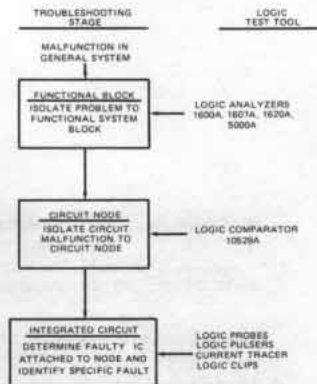 TROUBLESHOOTING
STAGE
LOGIC
TEST TOOL
MALFUNCTION IN
GENERAL SYSTEM
FUNCTIONAL BLOCK
ISOLATE PROBLEM TO
FUNCTIONAL SYSTEM
BLOCK
LOGIC ANALYZERS
1600A, 1607A, 1620A,
5000A
CIRCUIT NODE
ISOLATE CIRCUIT
MALFUNCTION TO
CIRCUIT NODE
LOGIC COMPARATOR
10529A
INTEGRATED CIRCUIT
DETERMINE FAULTY IC
ATTACHED TO NODE AND
IDENTIFY SPECIFIC FAULT
LOGIC PROBES
LOGIC PULSERS
CURRENT TRACER
LOGIC CLIPS